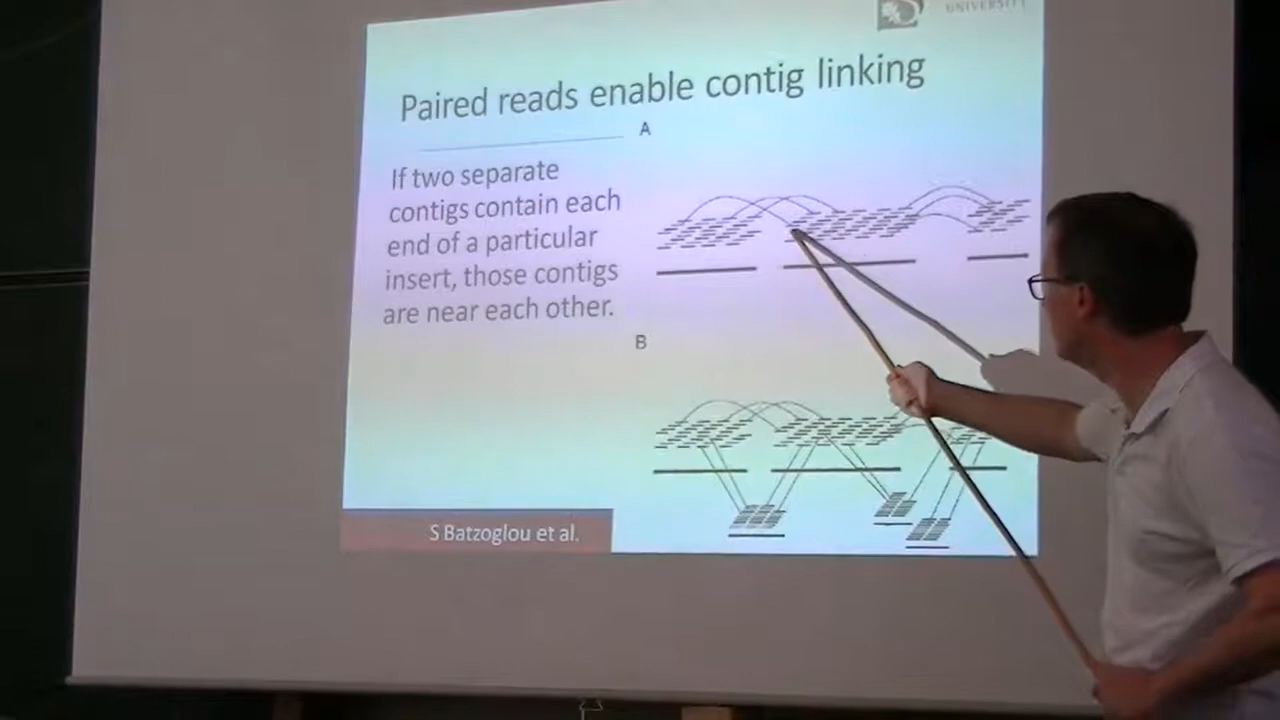 UNIVERSITY
Paired reads enable contig linking
A
If two separate
contigs contain each
end of a particular
insert, those contigs
are near each other.
B
S Batzoglou et al.